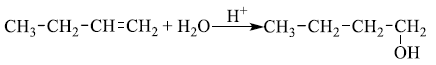 CH₃-CH₂-CH=CH₂ + H₂O —H⁺→ CH₃-CH₂-CH₂-CH₂
OH